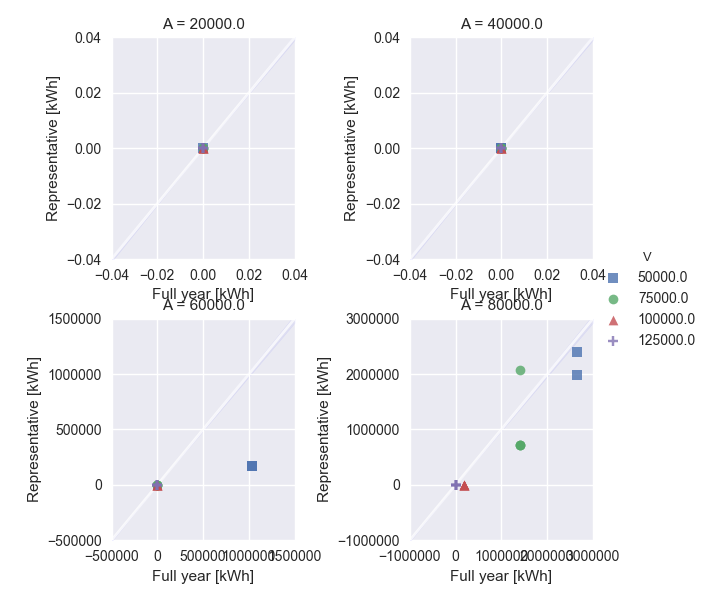 A = 20000.0
A = 40000.0
0.04
0.02
0.00
−0.02
−0.04
Representative [kWh]
−0.04 −0.02 0.00 0.02 0.04
Full year [kWh]
0.04
0.02
0.00
−0.02
−0.04
Representative [kWh]
−0.04 −0.02 0.00 0.02 0.04
Full year [kWh]
V
50000.0
75000.0
100000.0
125000.0
A = 60000.0
1500000
1000000
500000
0
−500000
Representative [kWh]
−500000 0 500000 1000000 1500000
Full year [kWh]
A = 80000.0
3000000
2000000
1000000
0
−1000000
Representative [kWh]
−1000000 0 1000000 2000000 3000000
Full year [kWh]